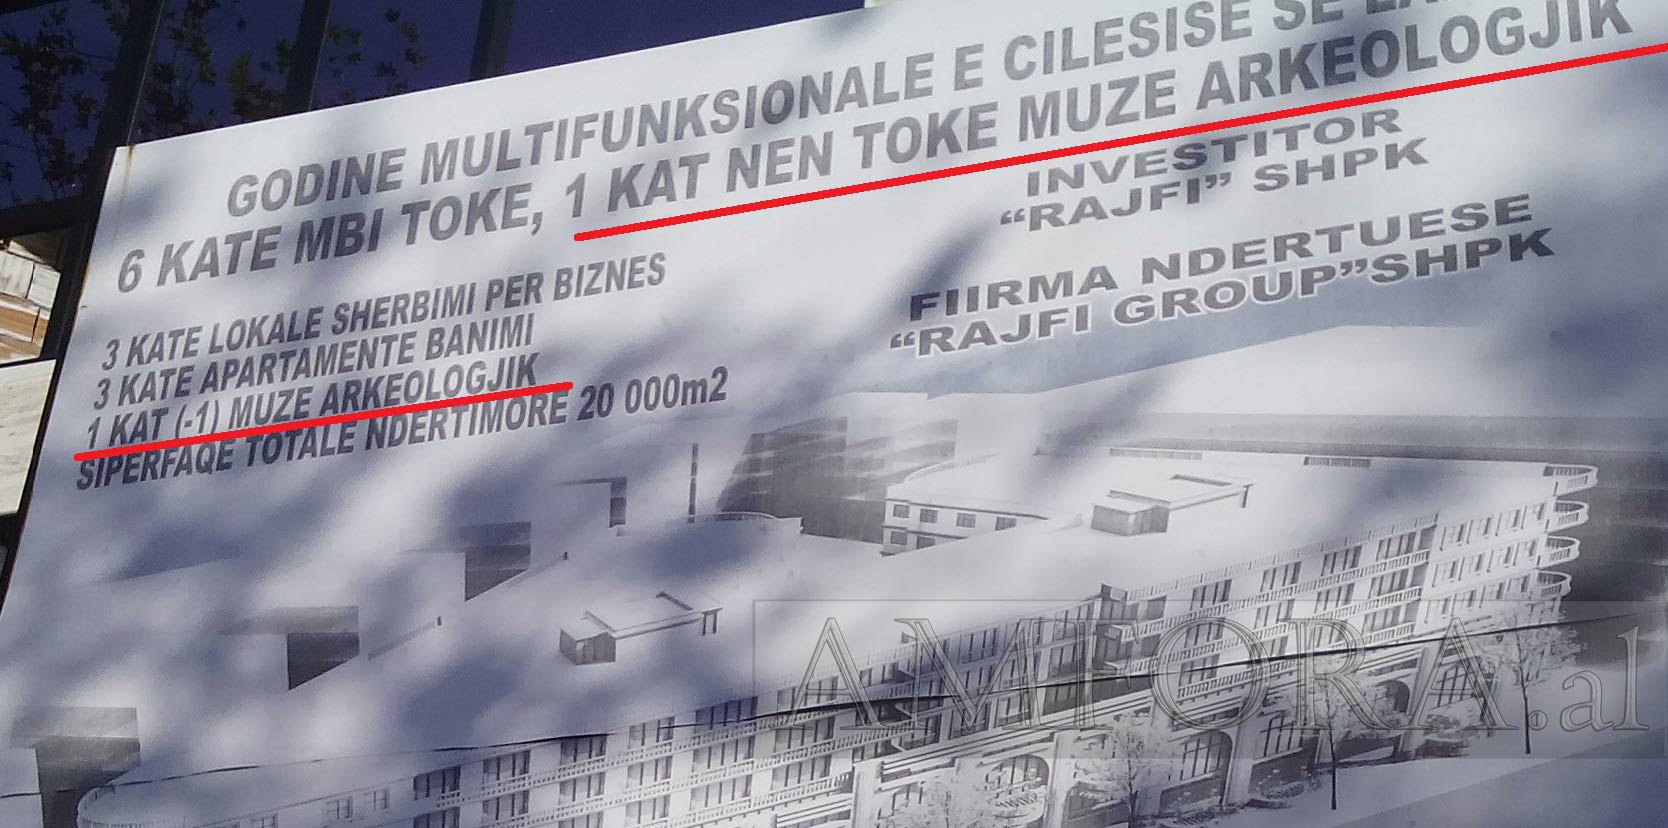 GODINE MULTIFUNKSIONALE E CILESISE SE
6 KATE MBI TOKE, 1 KAT NEN TOKE MUZE ARKEOLOGJIK
INVESTITOR
“RAJFI” SHPK
FIIRMA NDERTUESE
“RAJFI GROUP”SHPK
3 KATE LOKALE SHERBIMI PER BIZNES
3 KATE APARTAMENTE BANIMI
1 KAT (-1) MUZE ARKEOLOGJIK
SIPERFAQE TOTALE NDERTIMORE 20 000m2
AMFORA.al